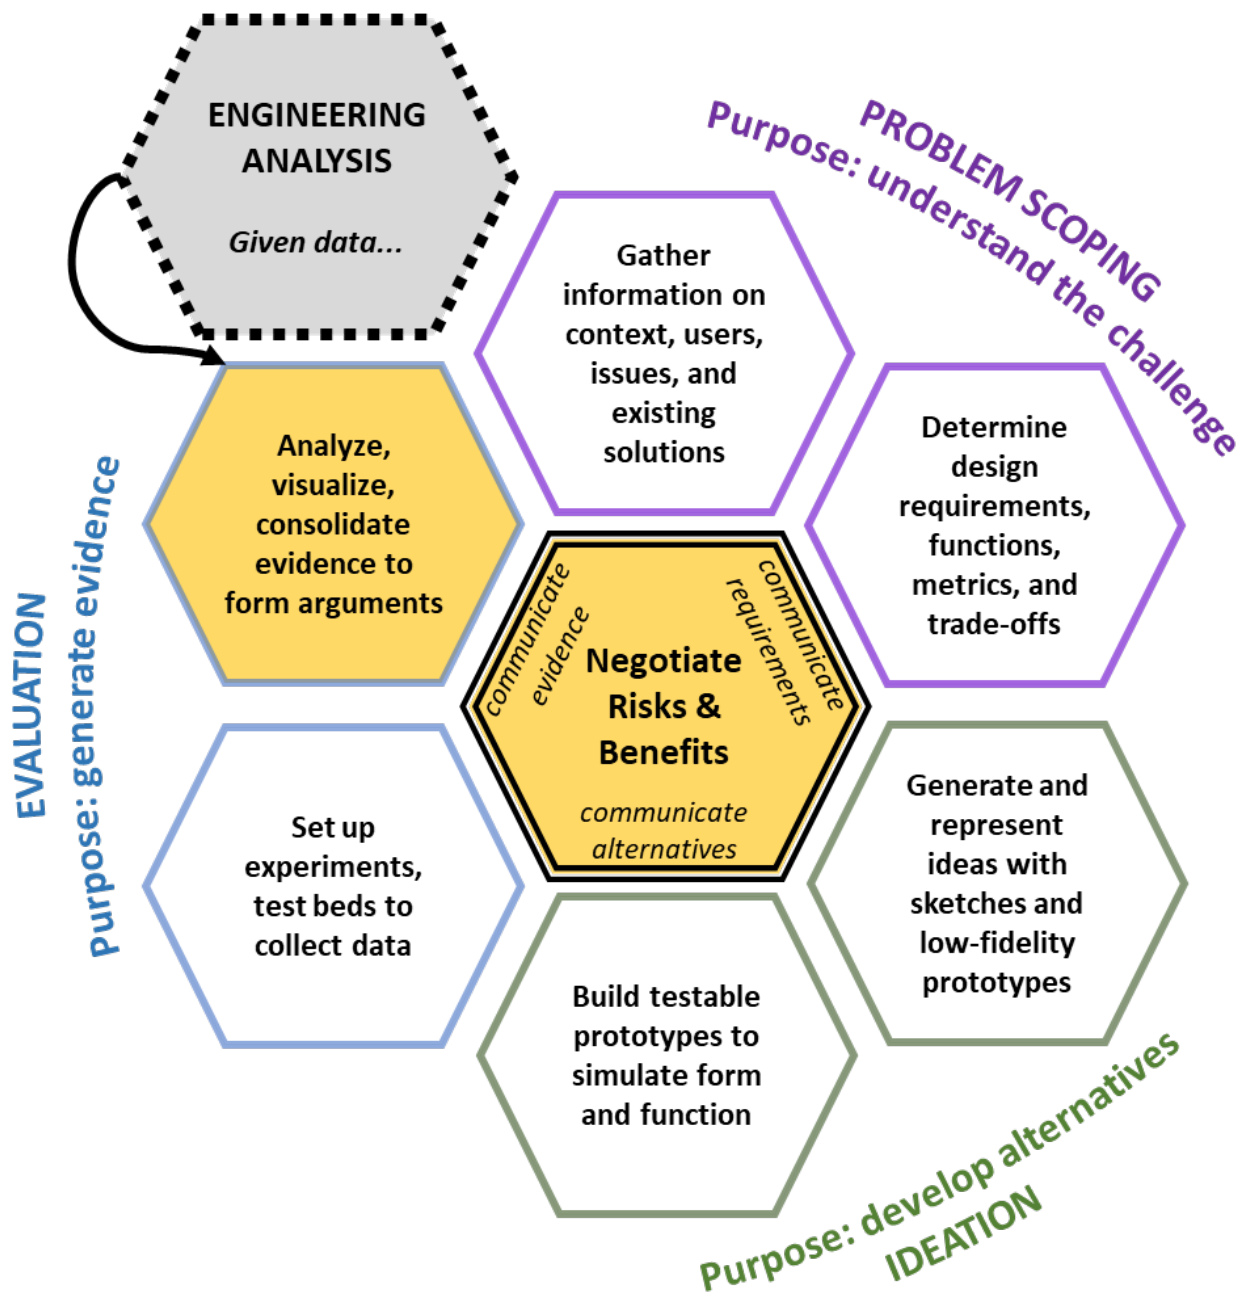 ENGINEERING
ANALYSIS
Given data...
PROBLEM SCOPING
Purpose: understand the challenge
Gather
information on
context, users,
issues, and
existing
solutions
Determine
design
requirements,
functions,
metrics, and
trade-offs
Analyze,
visualize,
consolidate
evidence to
form arguments
EVALUATION
Purpose: generate evidence
communicate
evidence
communicate
requirements
Negotiate
Risks &
Benefits
communicate
alternatives
Set up
experiments,
test beds to
collect data
Generate and
represent
ideas with
sketches and
low-fidelity
prototypes
Build testable
prototypes to
simulate form
and function
Purpose: develop alternatives
IDEATION